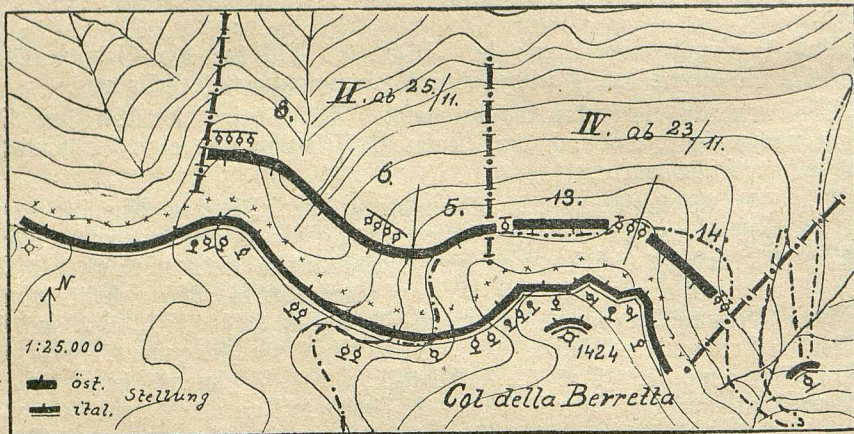 II. ab 25/11.
8.
IV. ab 23/11.
6.
5.
13.
14.
N
1:25.000
1424
öst.
Stellung
ital.
Col della Berretta